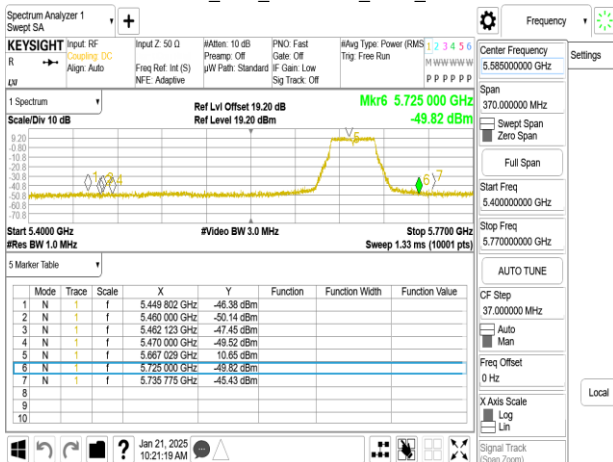 Spectrum Analyzer 1
Swept SA
+
Frequency
KEYSIGHT
Input: RF
Coupling: DC
Align: Auto
Input Z: 50 Ω
Freq Ref: Int (S)
NFE: Adaptive
#Atten: 10 dB
Preamp: Off
µW Path: Standard
PNO: Fast
Gate: Off
IF Gain: Low
Sig Track: Off
#Avg Type: Power (RMS
Trig: Free Run
1 2 3 4 5 6
M W W W W W
P P P P P P
R
LXI
1 Spectrum
Scale/Div 10 dB
Ref Lvl Offset 19.20 dB
Ref Level 19.20 dBm
Mkr6 5.725 000 GHz
-49.82 dBm
9.20
-0.80
-10.8
-20.8
-30.8
-40.8
-50.8
-60.8
-70.8
5
6
7
Start 5.4000 GHz
#Res BW 1.0 MHz
#Video BW 3.0 MHz
Stop 5.7700 GHz
Sweep 1.33 ms (10001 pts)
5 Marker Table
Mode Trace Scale X Y Function Function Width Function Value
1 N 1 f 5.449 802 GHz -46.38 dBm
2 N 1 f 5.460 000 GHz -50.14 dBm
3 N 1 f 5.462 123 GHz -47.45 dBm
4 N 1 f 5.470 000 GHz -49.52 dBm
5 N 1 f 5.667 029 GHz 10.65 dBm
6 N 1 f 5.725 000 GHz -49.82 dBm
7 N 1 f 5.735 775 GHz -45.43 dBm
8
9
10
Center Frequency
5.585000000 GHz
Span
370.000000 MHz
Swept Span
Zero Span
Full Span
Start Freq
5.400000000 GHz
Stop Freq
5.770000000 GHz
AUTO TUNE
CF Step
37.000000 MHz
Auto
Man
Freq Offset
0 Hz
X Axis Scale
Log
Lin
Signal Track
(Span Zoom)
Settings
Local
?
Jan 21, 2025
10:21:19 AM